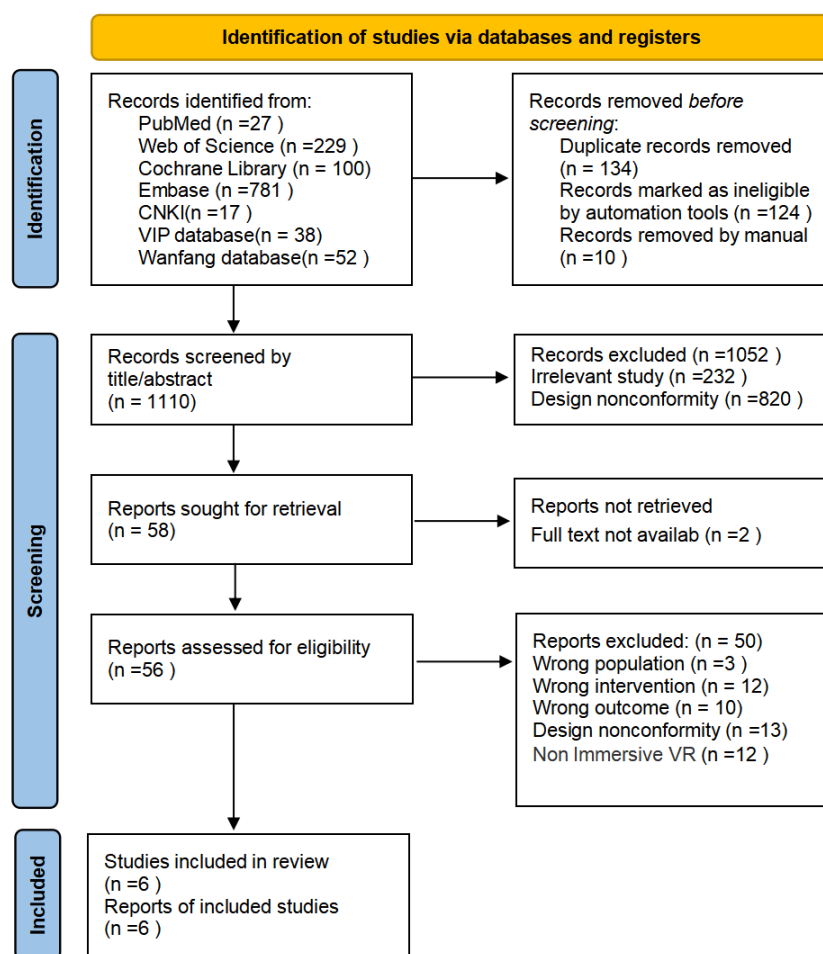 Identification of studies via databases and registers
Identification
Records identified from:
PubMed (n =27 )
Web of Science (n =229 )
Cochrane Library (n = 100)
Embase (n =781 )
CNKI(n =17 )
VIP database(n = 38)
Wanfang database(n =52 )
Records removed before
screening:
Duplicate records removed
(n = 134)
Records marked as ineligible
by automation tools (n =124 )
Records removed by manual
(n =10 )
Screening
Records screened by
title/abstract
(n = 1110)
Records excluded (n =1052 )
Irrelevant study (n =232 )
Design nonconformity (n =820 )
Reports sought for retrieval
(n = 58)
Reports not retrieved
Full text not availab (n =2 )
Reports assessed for eligibility
(n =56 )
Reports excluded: (n = 50)
Wrong population (n =3 )
Wrong intervention (n = 12)
Wrong outcome (n = 10)
Design nonconformity (n =13)
Non Immersive VR (n =12 )
Included
Studies included in review
(n =6 )
Reports of included studies
(n =6 )